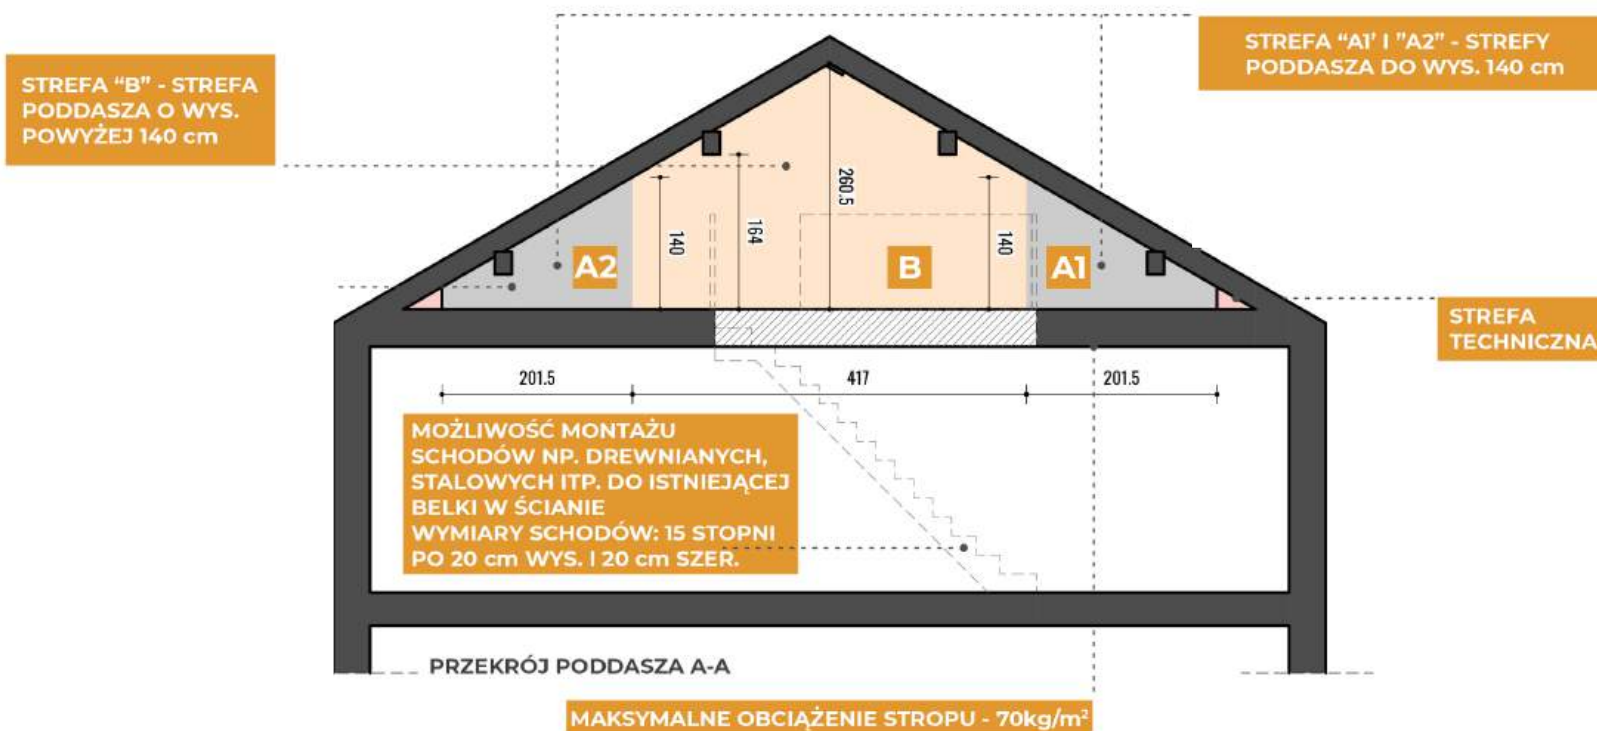 STREFA “A1’ I ”A2” - STREFY
PODDASZA DO WYS. 140 cm
STREFA “B” - STREFA
PODDASZA O WYS.
POWYŻEJ 140 cm
260.5
164
140
140
A2
B
A1
STREFA
TECHNICZNA
201.5
417
201.5
MOŻLIWOŚĆ MONTAŻU
SCHODÓW NP. DREWNIANYCH,
STALOWYCH ITP. DO ISTNIEJĄCEJ
BELKI W ŚCIANIE
WYMIARY SCHODÓW: 15 STOPNI
PO 20 cm WYS. I 20 cm SZER.
PRZEKRÓJ PODDASZA A-A
MAKSYMALNE OBCIĄŻENIE STROPU - 70kg/m²